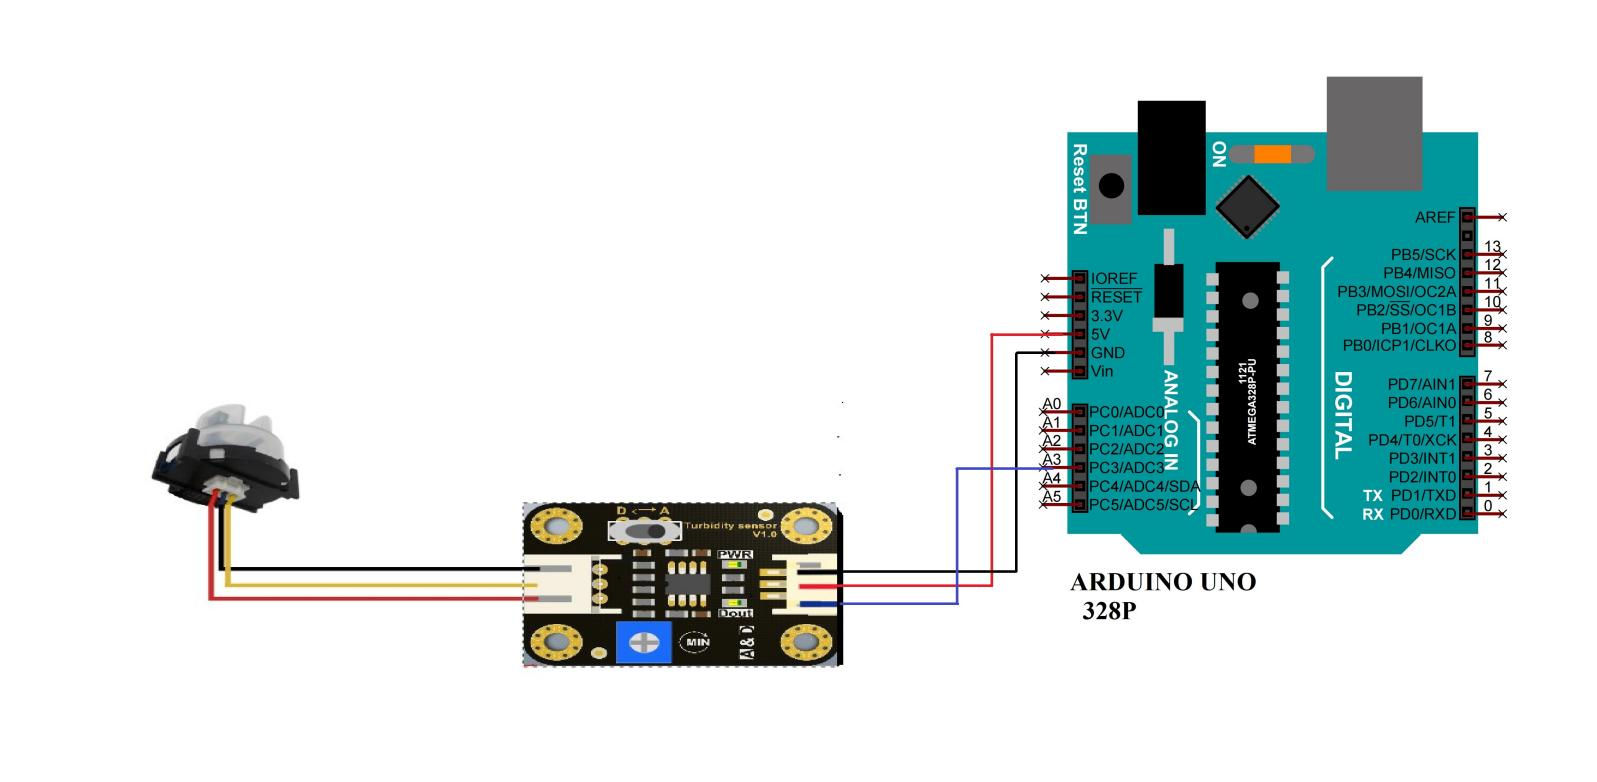 D <--> A
Turbidity sensor
V1.0
PWR
Dout
MIN
A & D
Reset BTN
ON
IOREF
RESET
3.3V
5V
GND
Vin
A0 PC0/ADC0
A1 PC1/ADC1
A2 PC2/ADC2
A3 PC3/ADC3
A4 PC4/ADC4/SDA
A5 PC5/ADC5/SCL
ANALOG IN
1121
ATMEGA328P-PU
DIGITAL
AREF
PB5/SCK 13
PB4/MISO 12
PB3/MOSI/OC2A 11
PB2/SS/OC1B 10
PB1/OC1A 9
PB0/ICP1/CLKO 8
PD7/AIN1 7
PD6/AIN0 6
PD5/T1 5
PD4/T0/XCK 4
PD3/INT1 3
PD2/INT0 2
TX PD1/TXD 1
RX PD0/RXD 0
ARDUINO UNO
328P